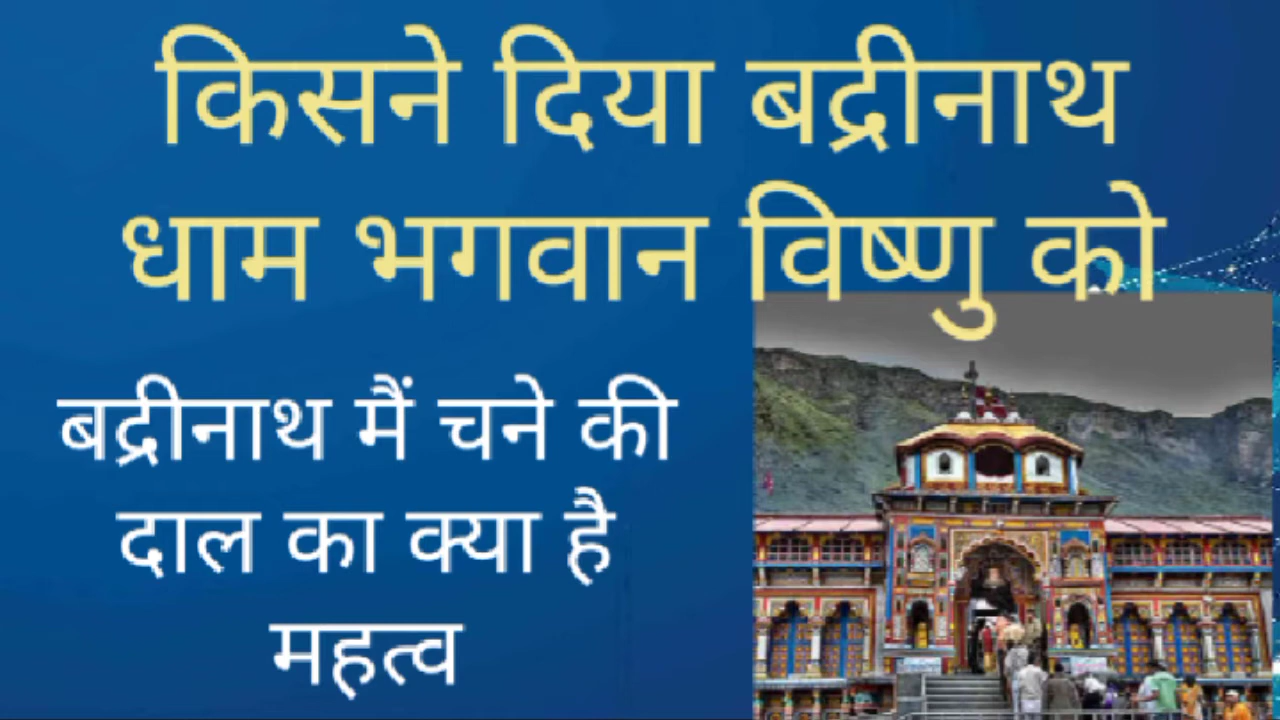 किसने दिया बद्रीनाथ
धाम भगवान विष्णु को
बद्रीनाथ मैं चने की
दाल का क्या है
महत्व